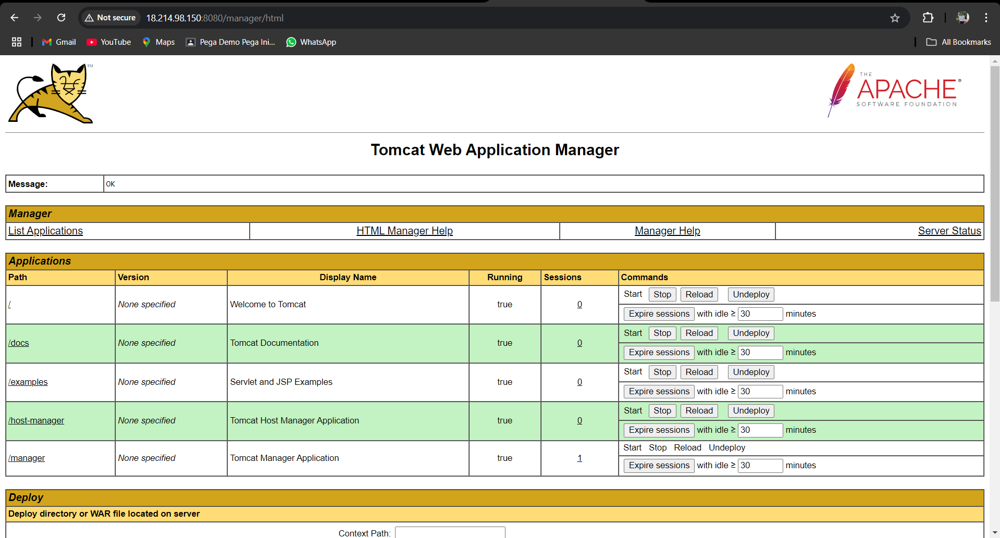 Not secure 18.214.98.150:8080/manager/html
Gmail YouTube Maps Pega Demo Pega Ini... WhatsApp All Bookmarks
TM
THE
APACHE®
SOFTWARE FOUNDATION
Tomcat Web Application Manager
Message: OK
Manager
List Applications HTML Manager Help Manager Help Server Status
Applications
Path Version Display Name Running Sessions Commands
/ None specified Welcome to Tomcat true 0 Start Stop Reload Undeploy
Expire sessions with idle ≥ 30 minutes
/docs None specified Tomcat Documentation true 0 Start Stop Reload Undeploy
Expire sessions with idle ≥ 30 minutes
/examples None specified Servlet and JSP Examples true 0 Start Stop Reload Undeploy
Expire sessions with idle ≥ 30 minutes
/host-manager None specified Tomcat Host Manager Application true 0 Start Stop Reload Undeploy
Expire sessions with idle ≥ 30 minutes
/manager None specified Tomcat Manager Application true 1 Start Stop Reload Undeploy
Expire sessions with idle ≥ 30 minutes
Deploy
Deploy directory or WAR file located on server
Context Path: